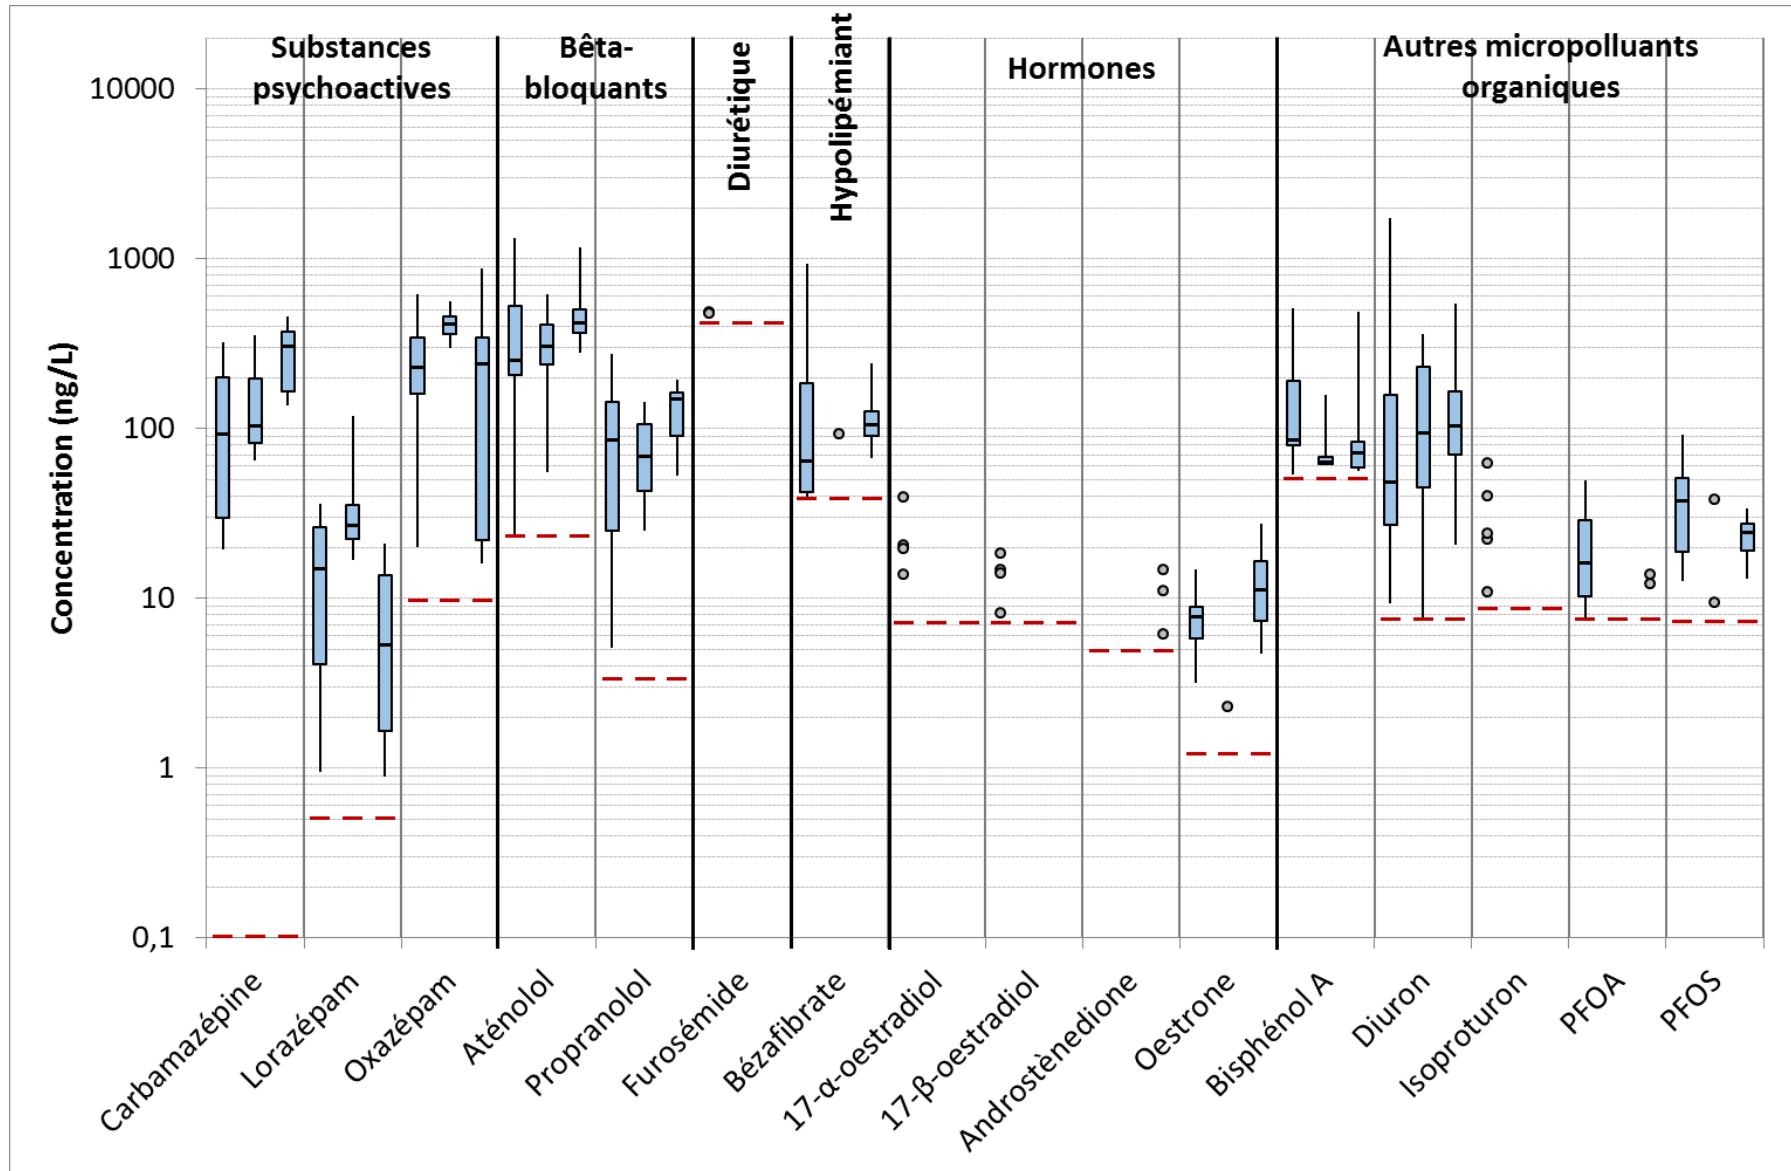 Substances
psychoactives
Bêta-
bloquants
Diurétique
Hypolipémiant
Hormones
Autres micropolluants
organiques
Concentration (ng/L)
10000
1000
100
10
1
0,1
Carbamazépine
Lorazépam
Oxazépam
Aténolol
Propranolol
Furosémide
Bézafibrate
17-α-oestradiol
17-β-oestradiol
Androstènedione
Oestrone
Bisphénol A
Diuron
Isoproturon
PFOA
PFOS